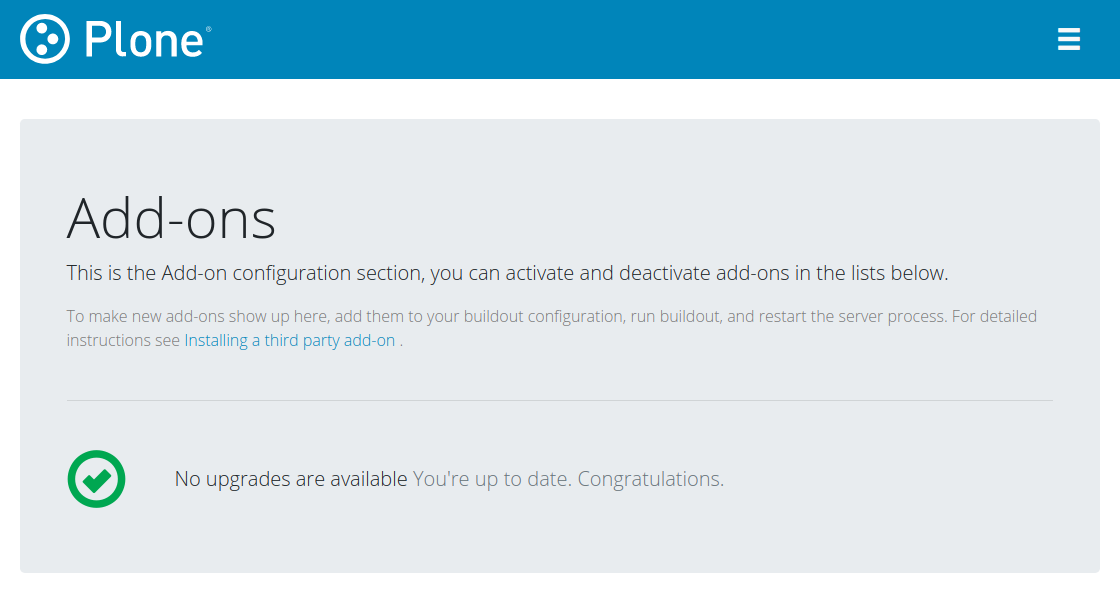 Plone®
Add-ons
This is the Add-on configuration section, you can activate and deactivate add-ons in the lists below.
To make new add-ons show up here, add them to your buildout configuration, run buildout, and restart the server process. For detailed
instructions see Installing a third party add-on .
No upgrades are available You're up to date. Congratulations.